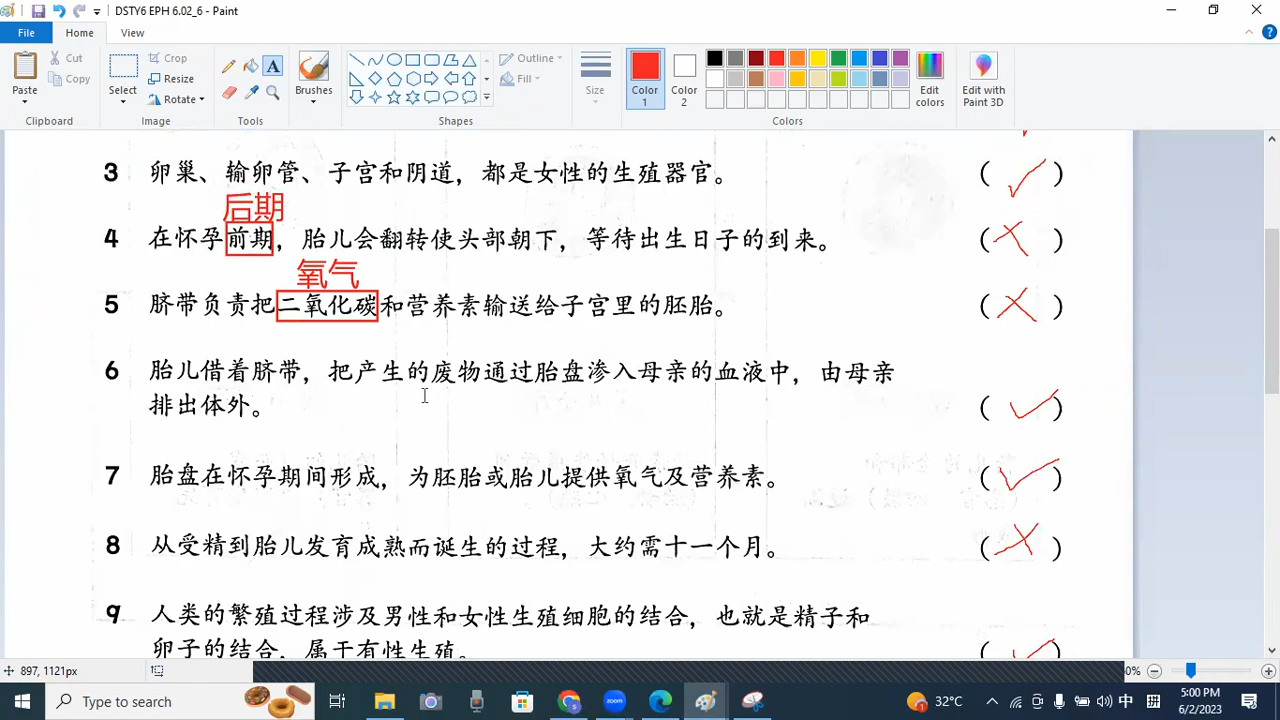 DSTY6 EPH 6.02_6 - Paint
File Home View
Paste
Cut
Copy
Clipboard
Select
Crop
Resize
Rotate
Image
A
Tools
Brushes
Outline
Fill
Shapes
Size
Color 1
Color 2
Edit colors
Edit with Paint 3D
Colors
3 卵巢、输卵管、子宫和阴道，都是女性的生殖器官。 ( ✓ )
后期
4 在怀孕前期，胎儿会翻转使头部朝下，等待出生日子的到来。 ( ✗ )
氧气
5 脐带负责把二氧化碳和营养素输送给子宫里的胚胎。 ( ✗ )
6 胎儿借着脐带，把产生的废物通过胎盘渗入母亲的血液中，由母亲
排出体外。 ( ✓ )
7 胎盘在怀孕期间形成，为胚胎或胎儿提供氧气及营养素。 ( ✓ )
8 从受精到胎儿发育成熟而诞生的过程，大约需十一个月。 ( ✗ )
9 人类的繁殖过程涉及男性和女性生殖细胞的结合，也就是精子和
卵子的结合，属于有性生殖。 ( ✓ )
897, 1121px
0%
Type here to search
zoom
32°C
中
拼
5:00 PM
6/2/2023